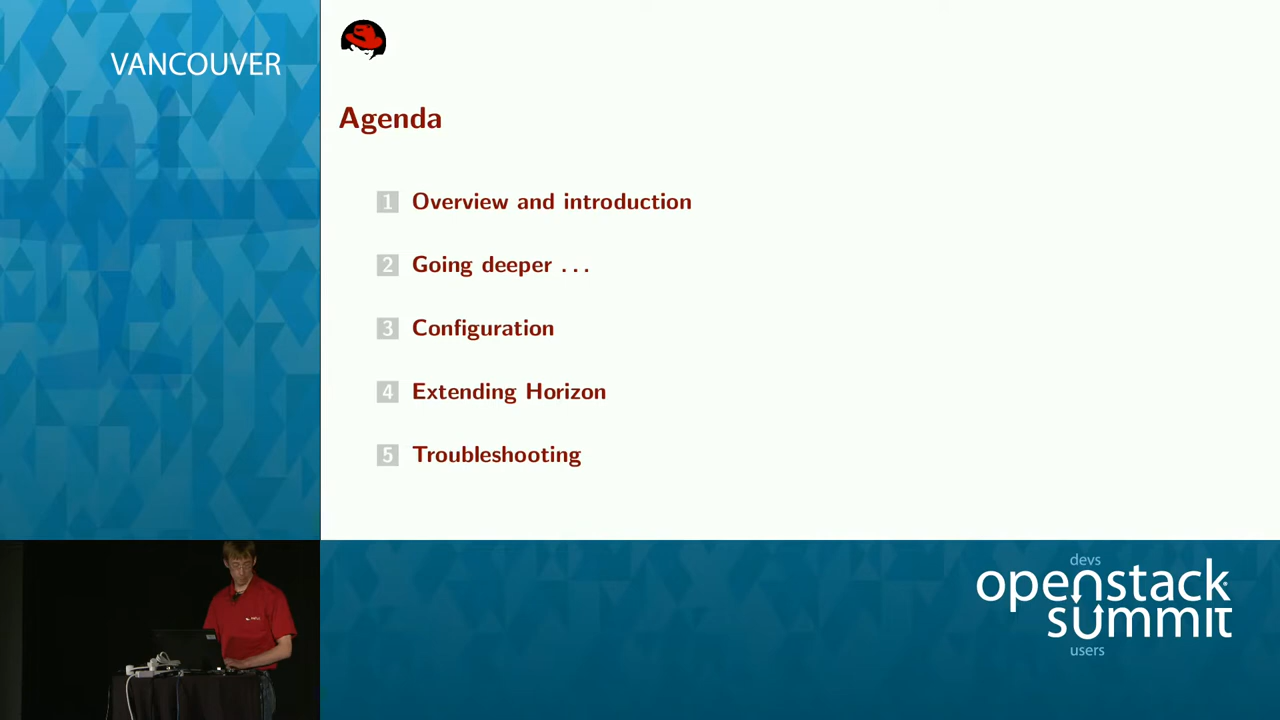 VANCOUVER
Agenda
1 Overview and introduction
2 Going deeper . . .
3 Configuration
4 Extending Horizon
5 Troubleshooting
devs
openstack
summit
users